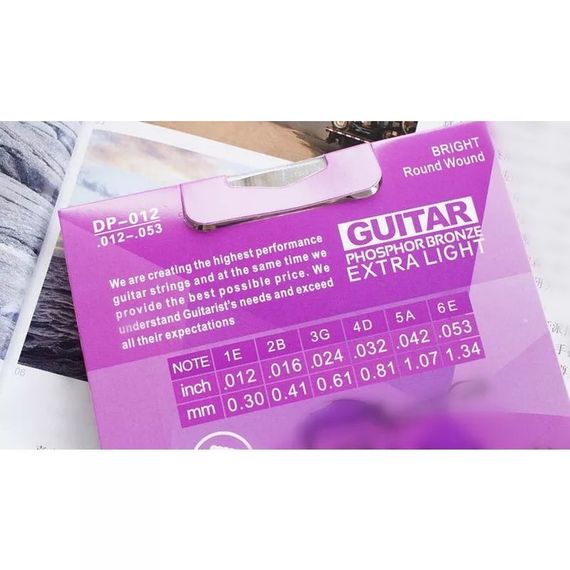 BRIGHT
Round Wound
DP-012
.012-.053
GUITAR
PHOSPHOR BRONZE
EXTRA LIGHT
We are creating the highest performance
guitar strings and at the same time we
provide the best possible price. We
understand Guitarist's needs and exceed
all their expectations
NOTE 1E 2B 3G 4D 5A 6E
inch .012 .016 .024 .032 .042 .053
mm 0.30 0.41 0.61 0.81 1.07 1.34